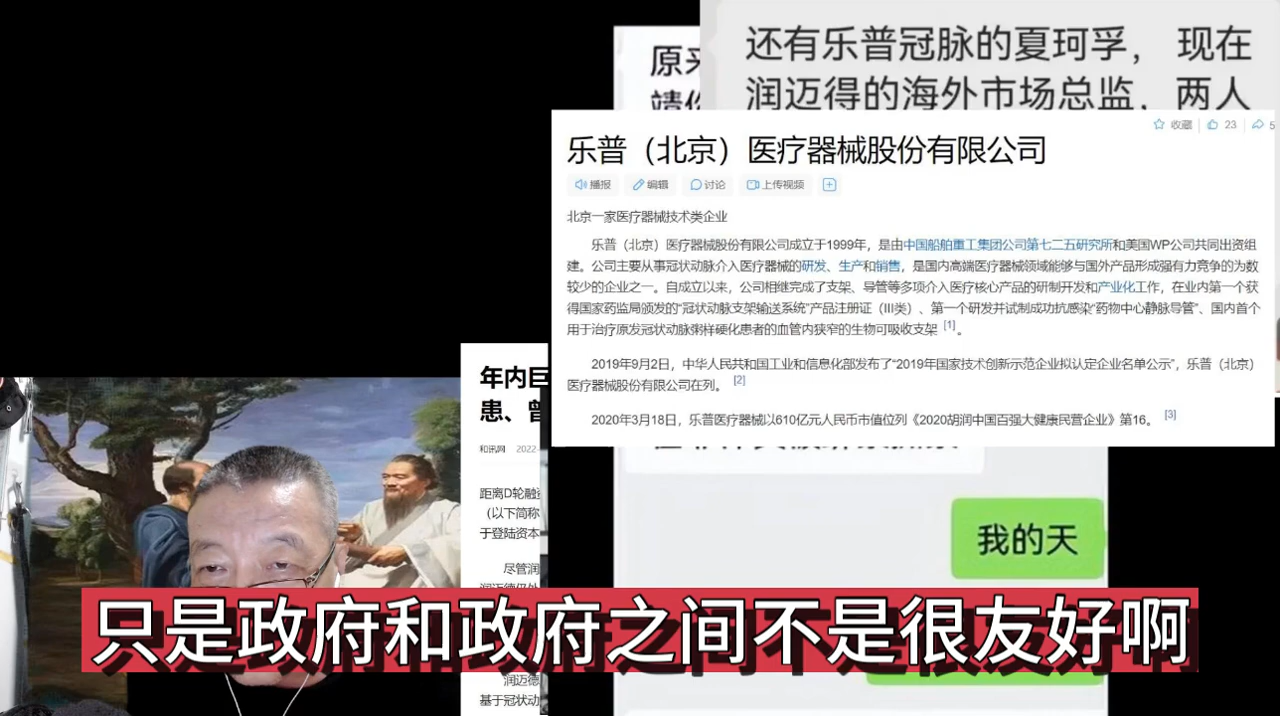 原来
靖
还有乐普冠脉的夏珂孚， 现在
润迈得的海外市场总监，两人
收藏 23 5
乐普（北京）医疗器械股份有限公司
播报 编辑 讨论 上传视频
北京一家医疗器械技术类企业
乐普（北京）医疗器械股份有限公司成立于1999年，是由中国船舶重工集团公司第七二五研究所和美国WP公司共同出资组
建。公司主要从事冠状动脉介入医疗器械的研发、生产和销售，是国内高端医疗器械领域能够与国外产品形成强有力竞争的为数
较少的企业之一。自成立以来，公司相继完成了支架、导管等多项介入医疗核心产品的研制开发和产业化工作，在业内第一个获
得国家药监局颁发的“冠状动脉支架输送系统”产品注册证（III类）、第一个研发并试制成功抗感染“药物中心静脉导管”、国内首个
用于治疗原发冠状动脉粥样硬化患者的血管内狭窄的生物可吸收支架 [1] 。
2019年9月2日，中华人民共和国工业和信息化部发布了“2019年国家技术创新示范企业拟认定企业名单公示”，乐普（北京）
医疗器械股份有限公司在列。 [2]
2020年3月18日，乐普医疗器械以610亿元人民币市值位列《2020胡润中国百强大健康民营企业》第16。 [3]
年内巨
患、曾
和讯网 2022
距离D轮融资
（以下简称
于登陆资本
尽管润
润迈德仍处
我的天
只是政府和政府之间不是很友好啊
润迈德
基于冠状动